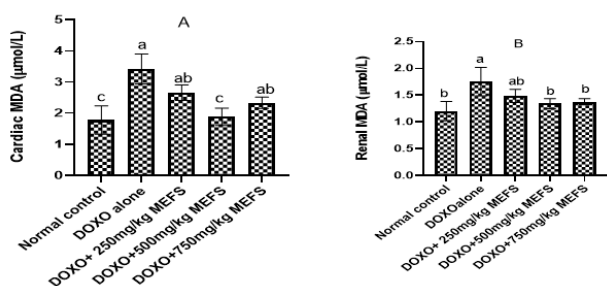 A
Cardiac MDA (µmol/L)
5
4
3
2
1
0
c
a
ab
c
ab
Normal control
DOXO alone
DOXO+ 250mg/kg MEFS
DOXO+500mg/kg MEFS
DOXO+750mg/kg MEFS
B
Renal MDA (µmol/L)
2.5
2.0
1.5
1.0
0.5
0.0
b
a
ab
b
b
Normal control
DOXOalone
DOXO+ 250mg/kg MEFS
DOXO+500mg/kg MEFS
DOXO+750mg/kg MEFS